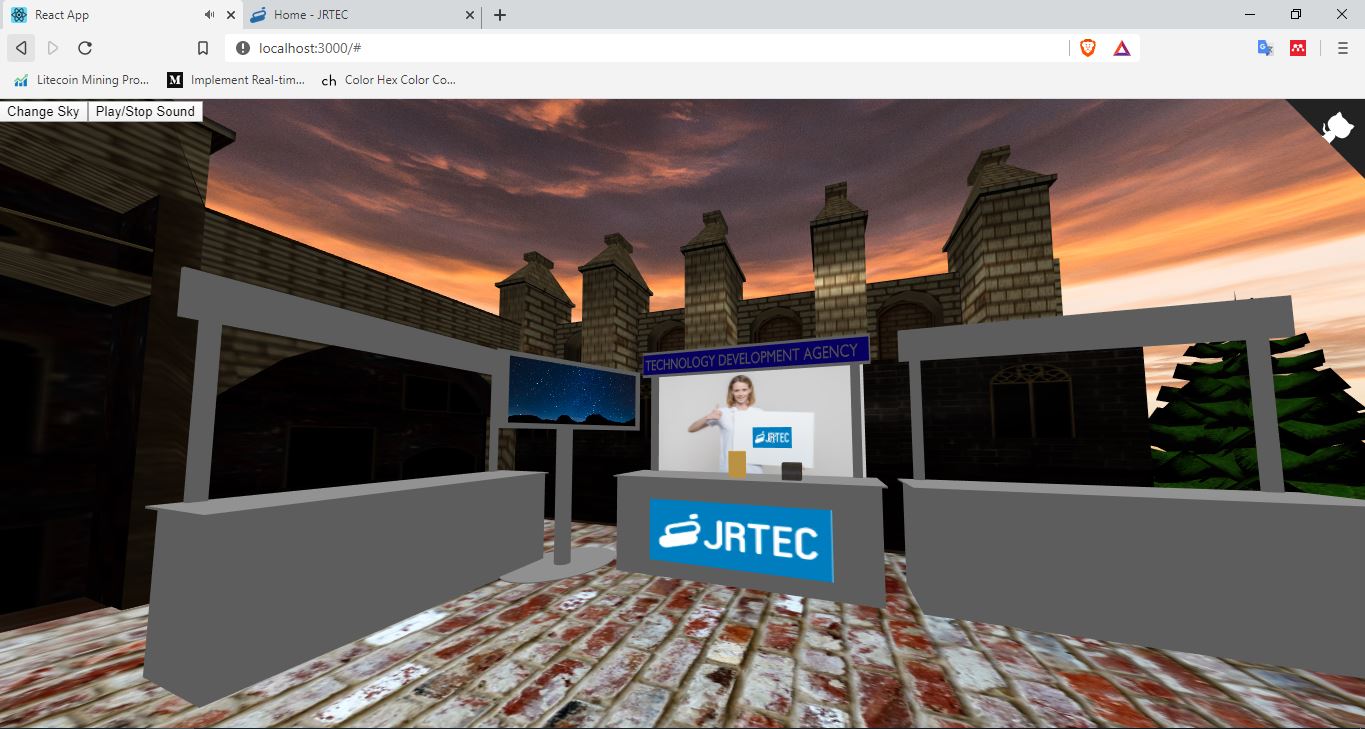 React App
Home - JRTEC
localhost:3000/#
Litecoin Mining Pro...
M Implement Real-tim...
ch Color Hex Color Co...
Change Sky Play/Stop Sound
TECHNOLOGY DEVELOPMENT AGENCY
JRTEC
JRTEC